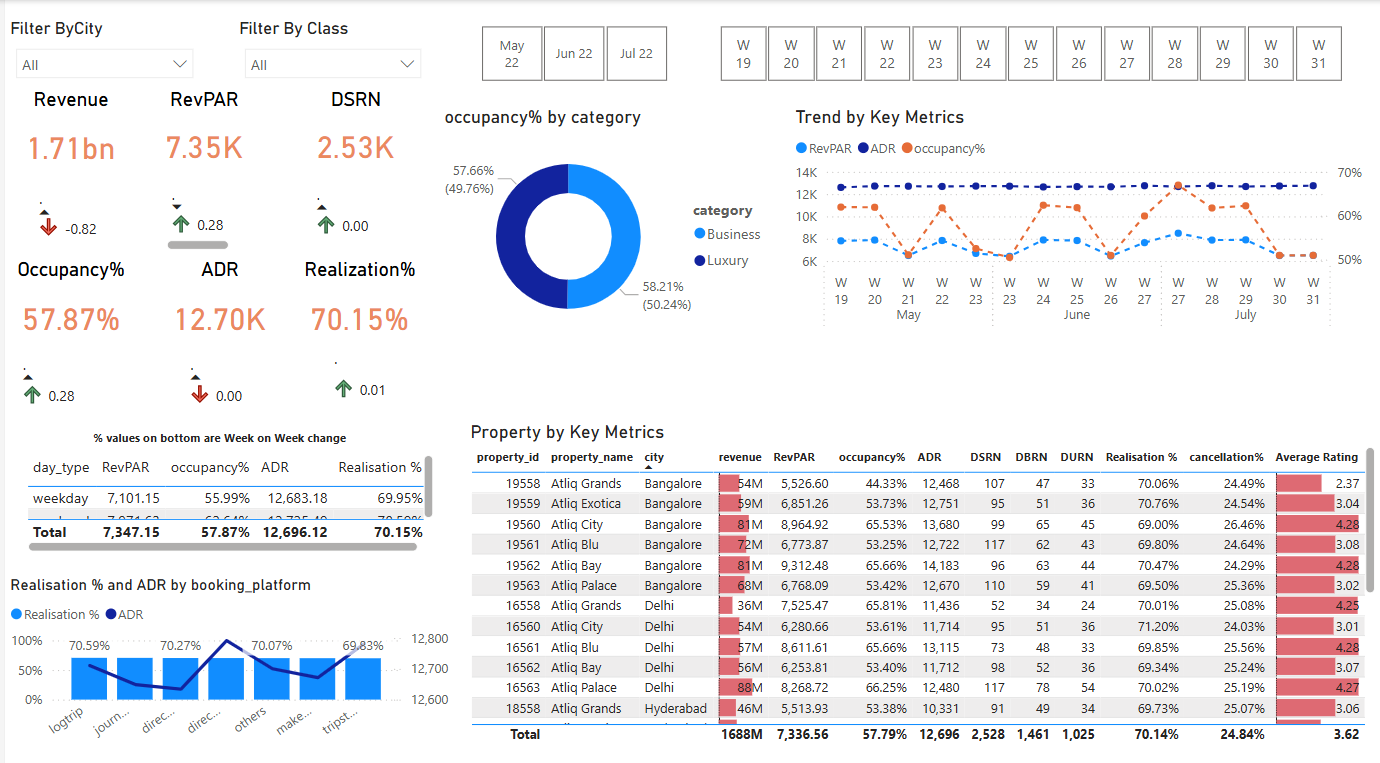 Filter ByCity
Filter By Class
All
All
May 22
Jun 22
Jul 22
W 19
W 20
W 21
W 22
W 23
W 24
W 25
W 26
W 27
W 28
W 29
W 30
W 31
Revenue RevPAR DSRN
1.71bn 7.35K 2.53K
-0.82 0.28 0.00
Occupancy% ADR Realization%
57.87% 12.70K 70.15%
0.28 0.00 0.01
occupancy% by category
57.66%
(49.76%)
58.21%
(50.24%)
category
Business
Luxury
Trend by Key Metrics
RevPAR ADR occupancy%
14K
12K
10K
8K
6K
70%
60%
50%
W 19 W 20 W 21 W 22 W 23 W 23 W 24 W 25 W 26 W 27 W 27 W 28 W 29 W 30 W 31
May June July
% values on bottom are Week on Week change
day_type RevPAR occupancy% ADR Realisation %
weekday 7,101.15 55.99% 12,683.18 69.95%
Total 7,347.15 57.87% 12,696.12 70.15%
Realisation % and ADR by booking_platform
Realisation % ADR
100%
50%
0%
70.59% 70.27% 70.07% 69.83%
12,800
12,700
12,600
logtrip journ... direc... direc... others make... tripst...
Property by Key Metrics
property_id property_name city revenue RevPAR occupancy% ADR DSRN DBRN DURN Realisation % cancellation% Average Rating
19558 Atliq Grands Bangalore 54M 5,526.60 44.33% 12,468 107 47 33 70.06% 24.49% 2.37
19559 Atliq Exotica Bangalore 59M 6,851.26 53.73% 12,751 95 51 36 70.76% 24.54% 3.04
19560 Atliq City Bangalore 81M 8,964.92 65.53% 13,680 99 65 45 69.00% 26.46% 4.28
19561 Atliq Blu Bangalore 72M 6,773.87 53.25% 12,722 117 62 43 69.80% 24.64% 3.08
19562 Atliq Bay Bangalore 81M 9,312.48 65.66% 14,183 96 63 44 70.47% 24.29% 4.28
19563 Atliq Palace Bangalore 68M 6,768.09 53.42% 12,670 110 59 41 69.50% 25.36% 3.02
16558 Atliq Grands Delhi 36M 7,525.47 65.81% 11,436 52 34 24 70.01% 25.08% 4.25
16560 Atliq City Delhi 54M 6,280.66 53.61% 11,714 95 51 36 71.20% 24.03% 3.01
16561 Atliq Blu Delhi 57M 8,611.61 65.66% 13,115 73 48 33 69.85% 25.56% 4.28
16562 Atliq Bay Delhi 56M 6,253.81 53.40% 11,712 98 52 36 69.34% 25.24% 3.07
16563 Atliq Palace Delhi 88M 8,268.72 66.25% 12,480 117 78 54 70.02% 25.19% 4.27
18558 Atliq Grands Hyderabad 46M 5,513.93 53.38% 10,331 91 49 34 69.73% 25.07% 3.06
Total 1688M 7,336.56 57.79% 12,696 2,528 1,461 1,025 70.14% 24.84% 3.62